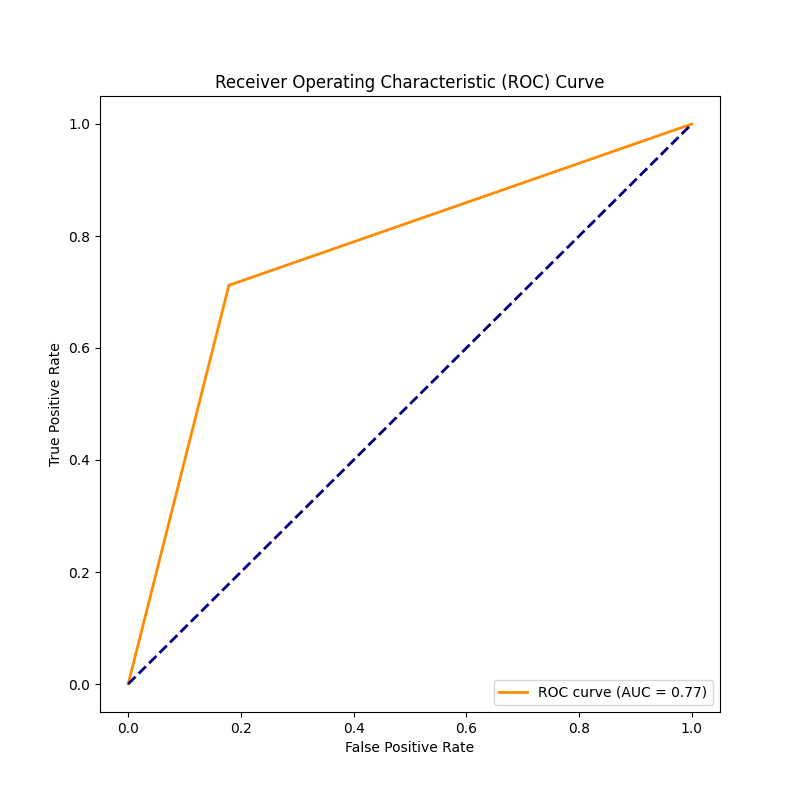 Receiver Operating Characteristic (ROC) Curve
True Positive Rate
1.0
0.8
0.6
0.4
0.2
0.0
ROC curve (AUC = 0.77)
0.0 0.2 0.4 0.6 0.8 1.0
False Positive Rate